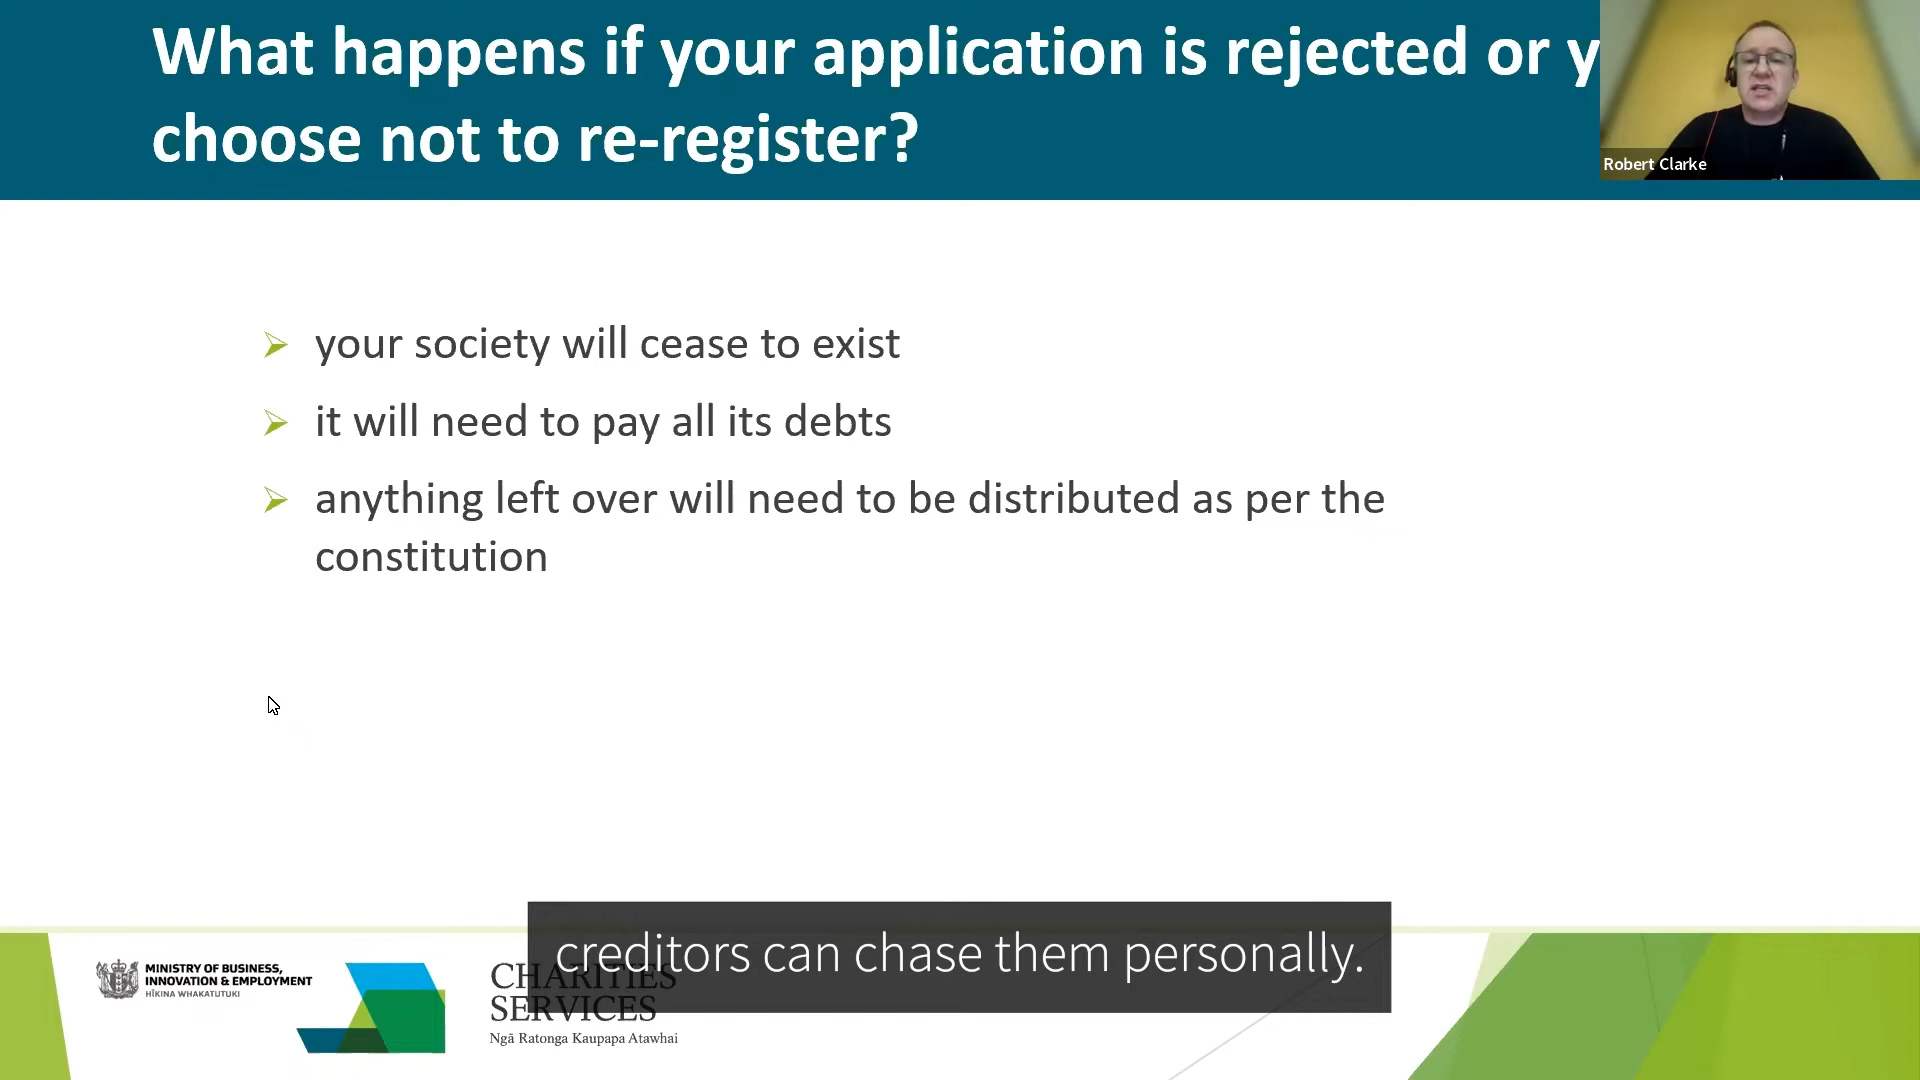 What happens if your application is rejected or y
choose not to re-register?
Robert Clarke
your society will cease to exist
it will need to pay all its debts
anything left over will need to be distributed as per the
constitution
creditors can chase them personally.
MINISTRY OF BUSINESS,
INNOVATION & EMPLOYMENT
HĪKINA WHAKATUTUKI
CHARITIES
SERVICES
Ngā Ratonga Kaupapa Atawhai